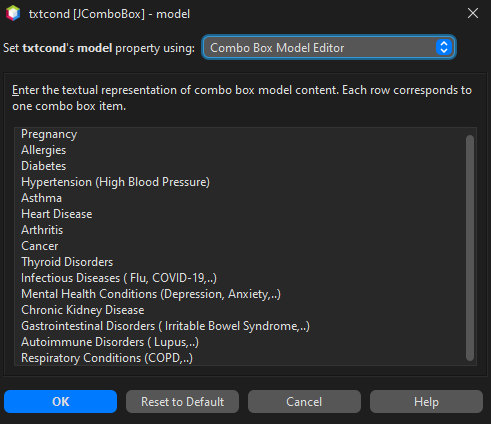 txtcond [JComboBox] - model
Set txtcond's model property using: Combo Box Model Editor
Enter the textual representation of combo box model content. Each row corresponds to
one combo box item.
Pregnancy
Allergies
Diabetes
Hypertension (High Blood Pressure)
Asthma
Heart Disease
Arthritis
Cancer
Thyroid Disorders
Infectious Diseases ( Flu, COVID-19,..)
Mental Health Conditions (Depression, Anxiety,..)
Chronic Kidney Disease
Gastrointestinal Disorders ( Irritable Bowel Syndrome,..)
Autoimmune Disorders ( Lupus,..)
Respiratory Conditions (COPD,..)
OK Reset to Default Cancel Help